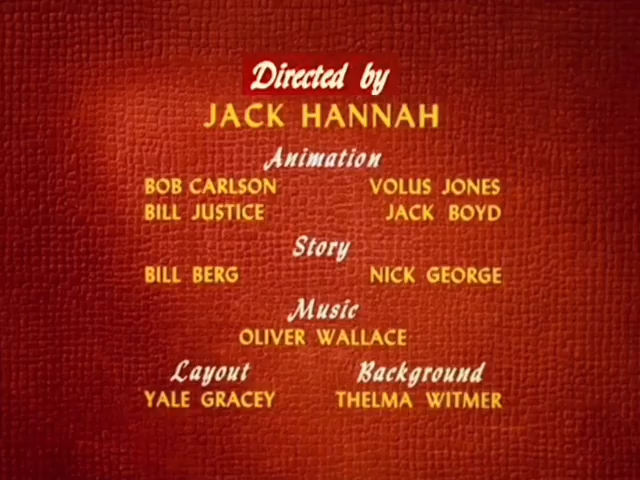 Directed by
JACK HANNAH
Animation
BOB CARLSON VOLUS JONES
BILL JUSTICE JACK BOYD
Story
BILL BERG NICK GEORGE
Music
OLIVER WALLACE
Layout Background
YALE GRACEY THELMA WITMER